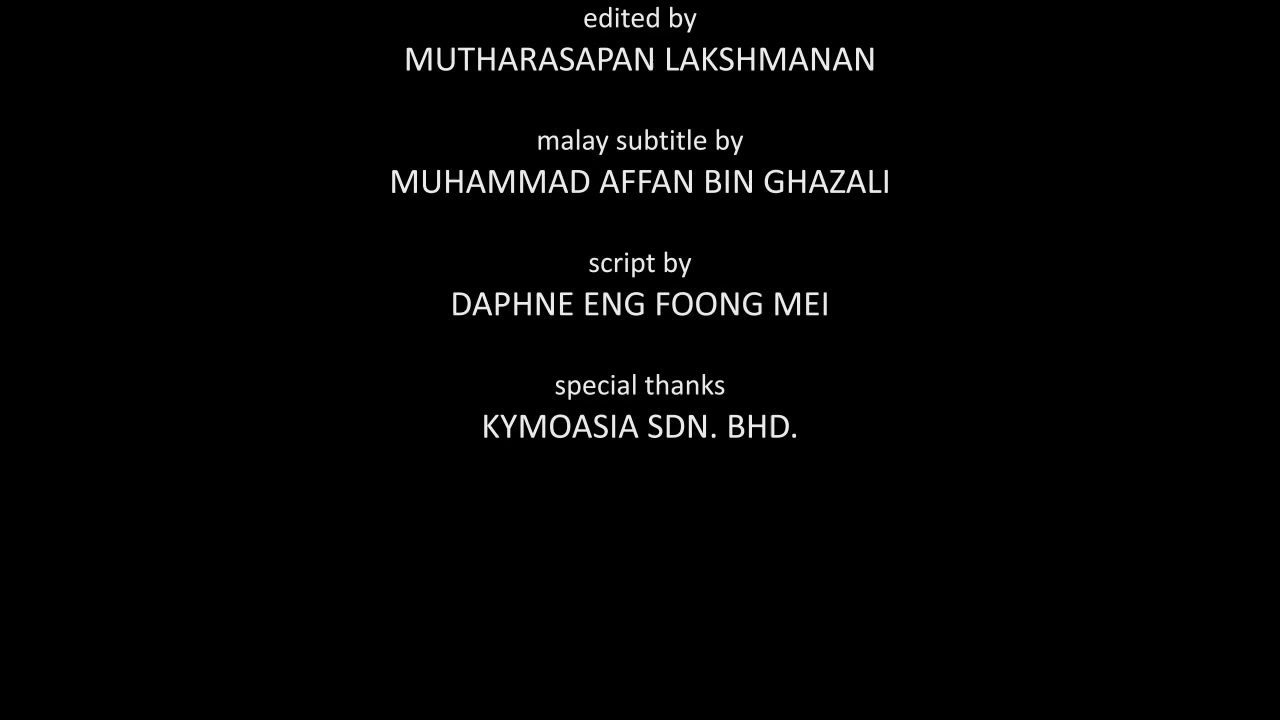 edited by
MUTHARASAPAN LAKSHMANAN
malay subtitle by
MUHAMMAD AFFAN BIN GHAZALI
script by
DAPHNE ENG FOONG MEI
special thanks
KYMOASIA SDN. BHD.